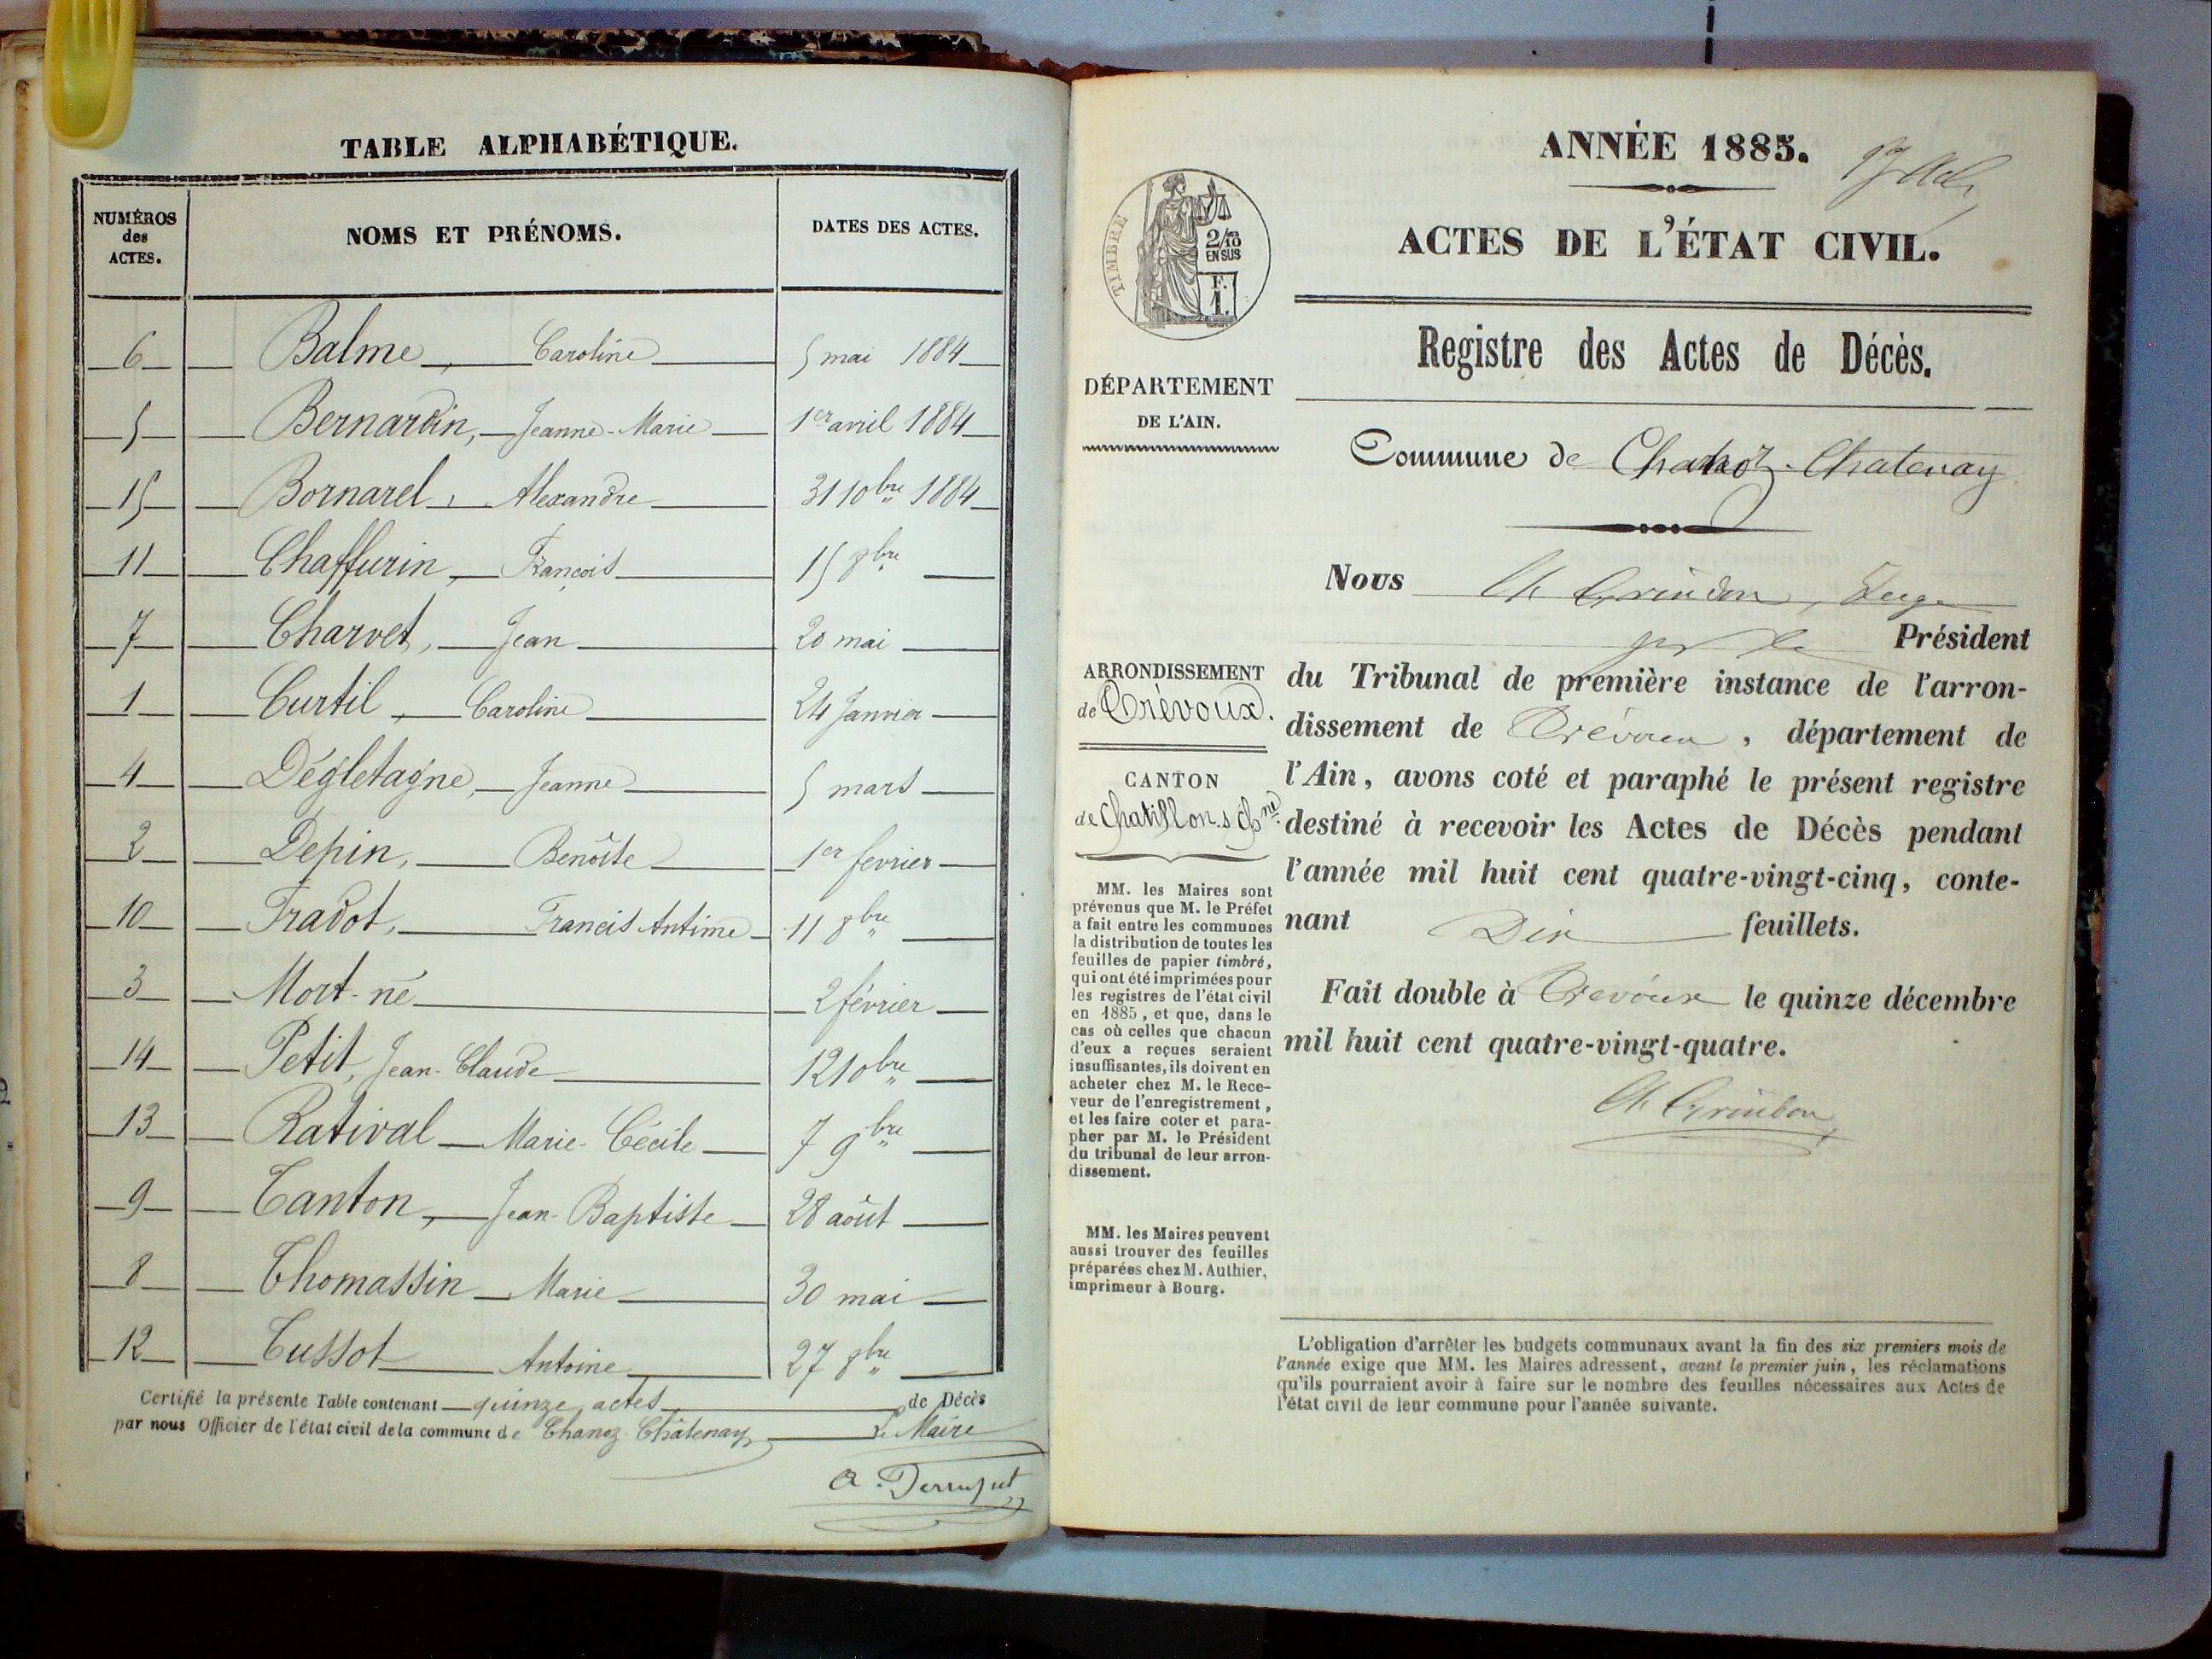 TABLE ALPHABÉTIQUE.
NUMÉROS des ACTES. NOMS ET PRÉNOMS. DATES DES ACTES.
6 Balme, Caroline 5 mai 1884
5 Bernardin, Jeanne-Marie 1er avril 1884
15 Bornarel, Alexandre 31 10bre 1884
11 Chaffurin, François 15 8bre
7 Charvet, Jean 20 mai
1 Curtil, Caroline 24 Janvier
4 Dégletagne, Jeanne 5 mars
2 Depin, Benoîte 1er fevrier
10 Fradot, Francis Antime 11 8bre
3 Mort-né 2 février
14 Petit, Jean-Claude 12 10bre
13 Rativat Marie-Cécile 7 9bre
9 Tanton, Jean-Baptiste 28 août
8 Thomassin Marie 30 mai
12 Tussot Antoine 27 8bre
Certifié la présente Table contenant quinze actes de Décès
par nous Officier de l'état civil de la commune de Chanoz-Châtenay Le Maire
ANNÉE 1885.
ACTES DE L'ÉTAT CIVIL.
TIMBRE
2/10
EN SUS
F.
1.
Registre des Actes de Décès.
DÉPARTEMENT
DE L'AIN.
Commune de Chanoz-Chatenay
Nous Ch Grindon, Juge
Président
ARRONDISSEMENT
de Trévoux.
du Tribunal de première instance de l'arron-
dissement de Trévoux, département de
l'Ain, avons coté et paraphé le présent registre
destiné à recevoir les Actes de Décès pendant
l'année mil huit cent quatre-vingt-cinq, conte-
nant Dix feuillets.
CANTON
de Chatillon s Chne
MM. les Maires sont
prévenus que M. le Préfet
a fait entre les communes
la distribution de toutes les
feuilles de papier timbré,
qui ont été imprimées pour
les registres de l'état civil
en 1885, et que, dans le
cas où celles que chacun
d'eux a reçues seraient
insuffisantes, ils doivent en
acheter chez M. le Rece-
veur de l'enregistrement,
et les faire coter et para-
pher par M. le Président
du tribunal de leur arron-
dissement.
Fait double à Trevoux le quinze décembre
mil huit cent quatre-vingt-quatre.
Ch Grindon
MM. les Maires peuvent
aussi trouver des feuilles
préparées chez M. Authier,
imprimeur à Bourg.
L'obligation d'arrêter les budgets communaux avant la fin des six premiers mois de
l'année exige que MM. les Maires adressent, avant le premier juin, les réclamations
qu'ils pourraient avoir à faire sur le nombre des feuilles nécessaires aux Actes de
l'état civil de leur commune pour l'année suivante.